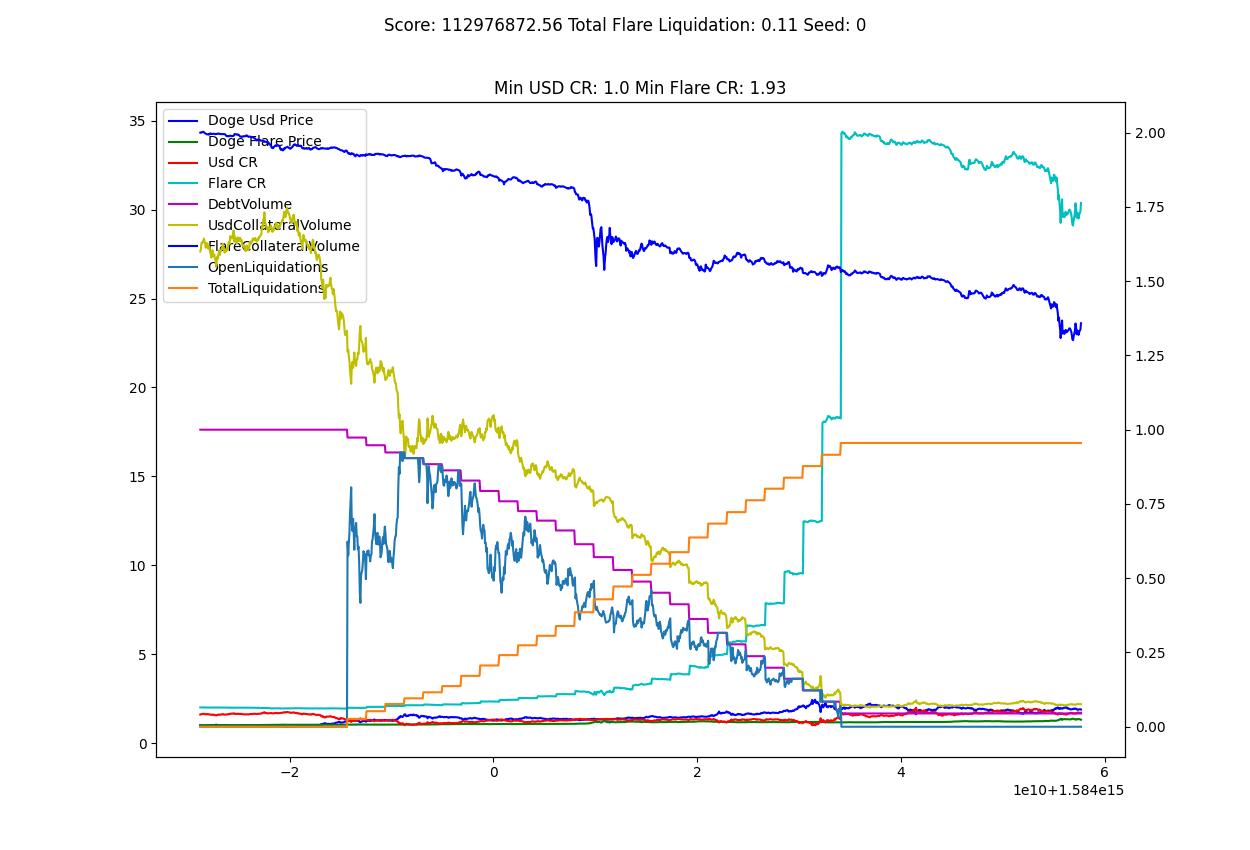 Score: 112976872.56 Total Flare Liquidation: 0.11 Seed: 0
Min USD CR: 1.0 Min Flare CR: 1.93
Doge Usd Price
Doge Flare Price
Usd CR
Flare CR
DebtVolume
UsdCollateralVolume
FlareCollateralVolume
OpenLiquidations
TotalLiquidations
35
30
25
20
15
10
5
0
2.00
1.75
1.50
1.25
1.00
0.75
0.50
0.25
0.00
−2
0
2
4
6
1e10+1.584e15